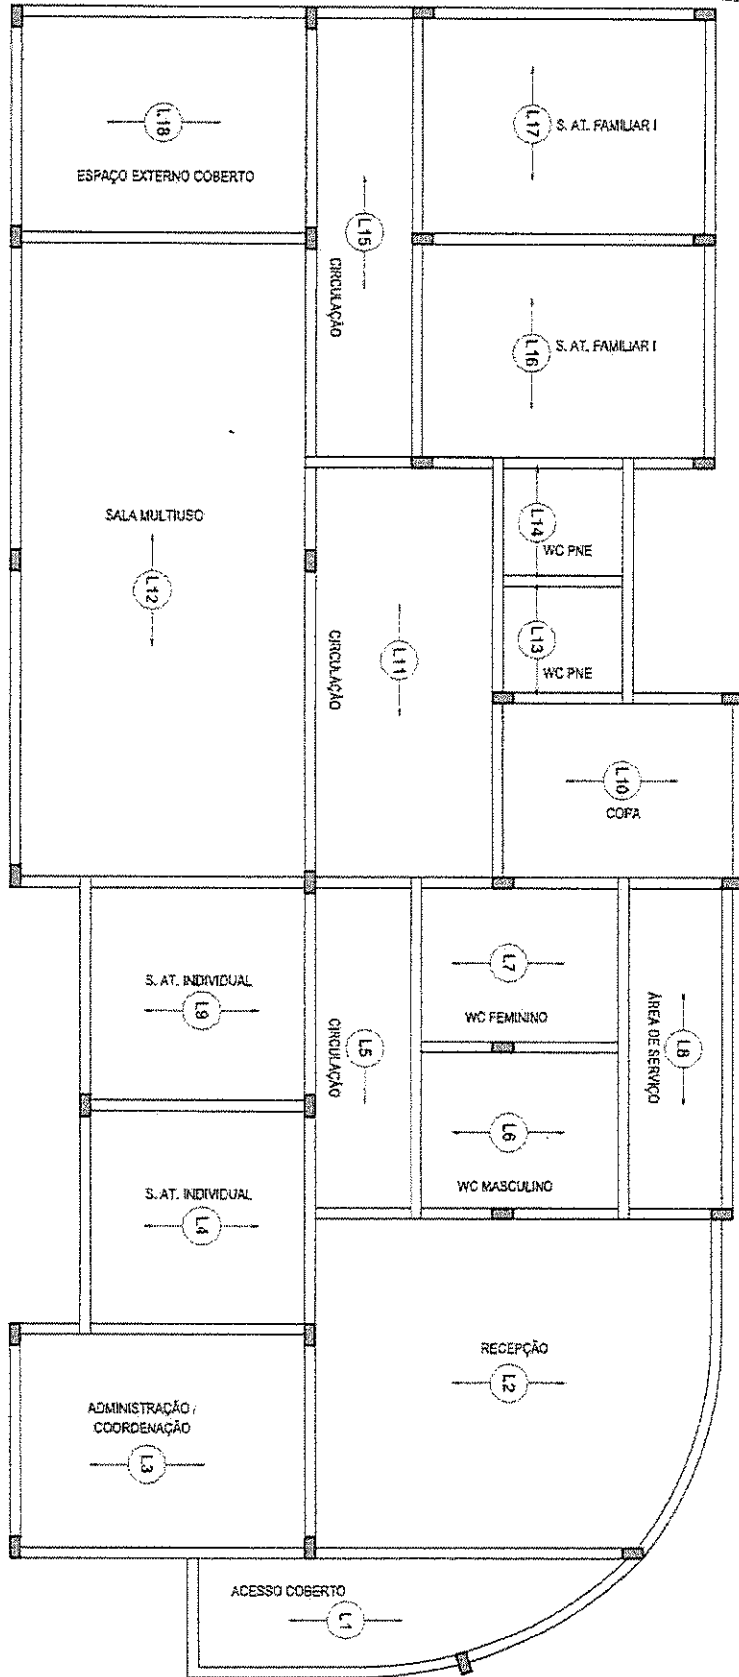 L18
ESPAÇO EXTERNO COBERTO
L17
S. AT. FAMILIAR I
L15
CIRCULAÇÃO
L16
S. AT. FAMILIAR I
SALA MULTIUSO
L12
L14
WC PNE
L13
WC PNE
L11
CIRCULAÇÃO
L10
COPA
S. AT. INDIVIDUAL
L9
L7
WC FEMININO
L8
ÁREA DE SERVIÇO
L5
CIRCULAÇÃO
L6
WC MASCULINO
S. AT. INDIVIDUAL
L4
RECEPÇÃO
L2
ADMINISTRAÇÃO /
COORDENAÇÃO
L3
ACESSO COBERTO
L1